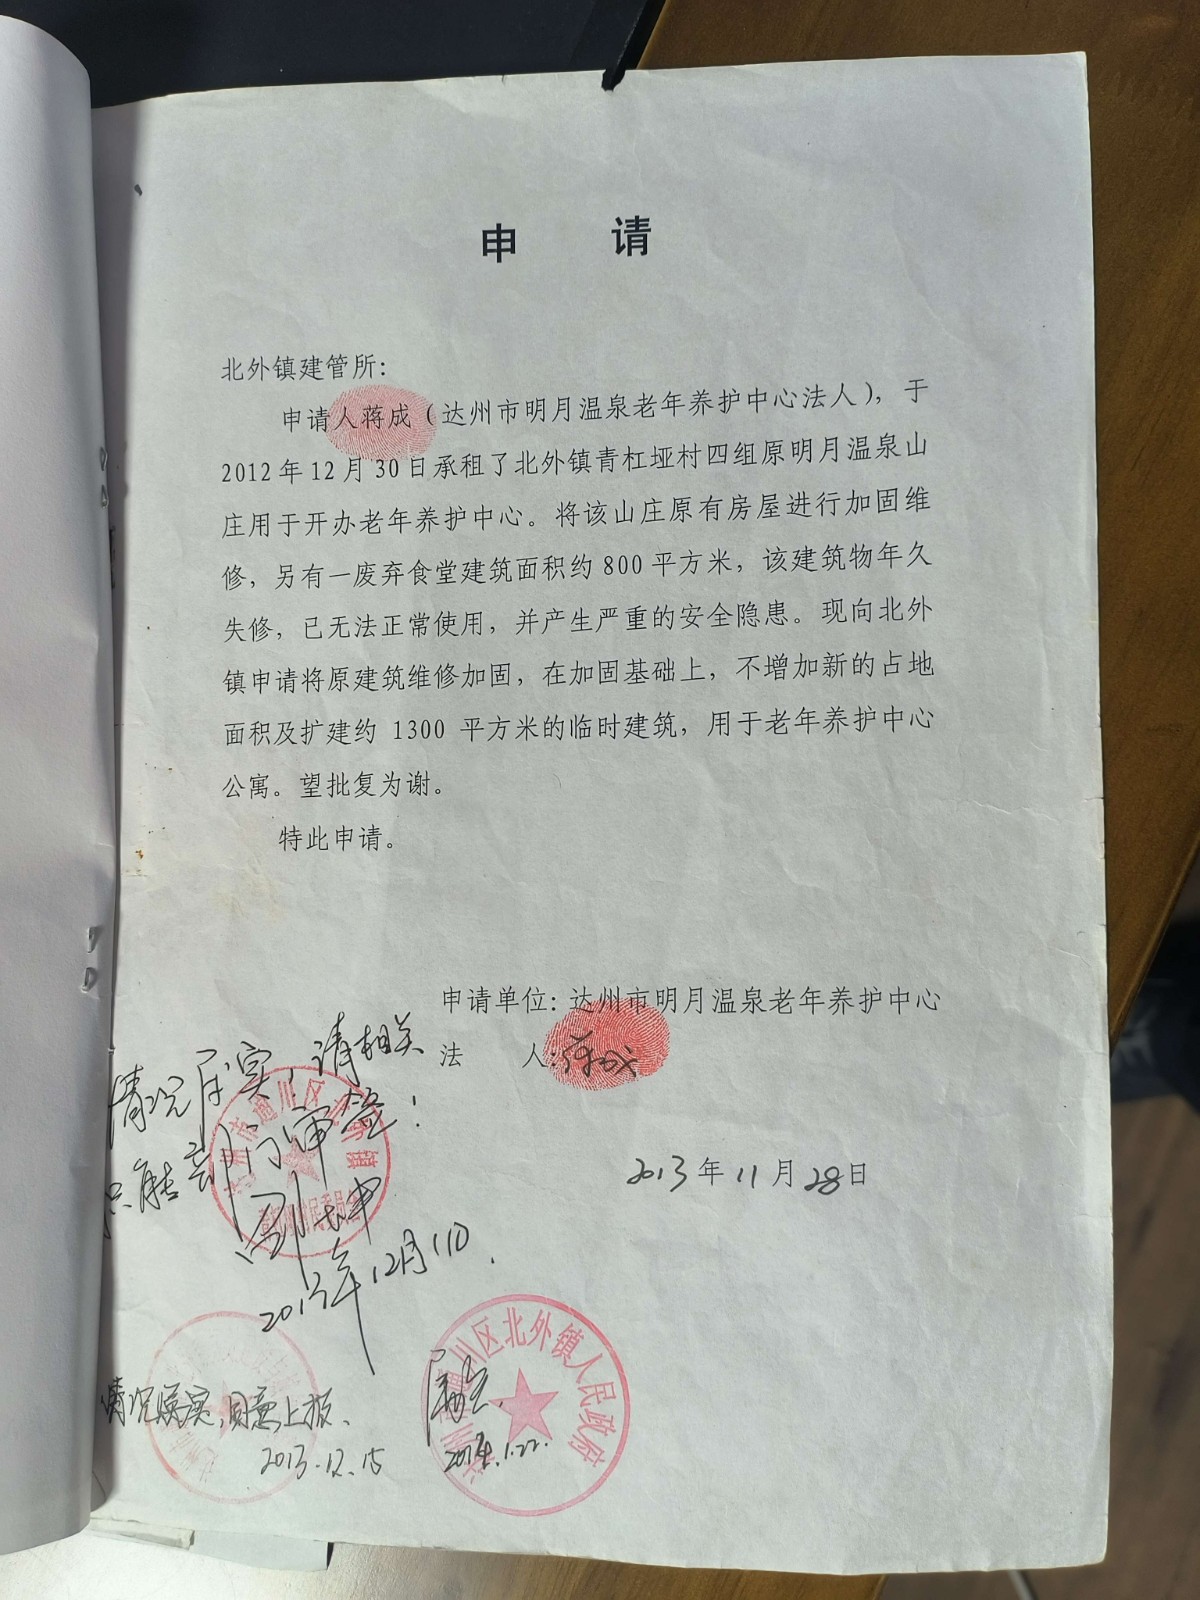 申 请
北外镇建管所：
申请人蒋成（达州市明月温泉老年养护中心法人），于
2012年12月30日承租了北外镇青杠垭村四组原明月温泉山
庄用于开办老年养护中心。将该山庄原有房屋进行加固维
修，另有一废弃食堂建筑面积约800平方米，该建筑物年久
失修，已无法正常使用，并产生严重的安全隐患。现向北外
镇申请将原建筑维修加固，在加固基础上，不增加新的占地
面积及扩建约 1300 平方米的临时建筑，用于老年养护中心
公寓。望批复为谢。
特此申请。
申请单位：达州市明月温泉老年养护中心
法 人：蒋成
2013年11月28日
情况属实，请相关
部门审签！
2013年12月11日
情况属实，同意上报、
2013.12.15
属实
2014.1.22.
川区北外镇人民政府